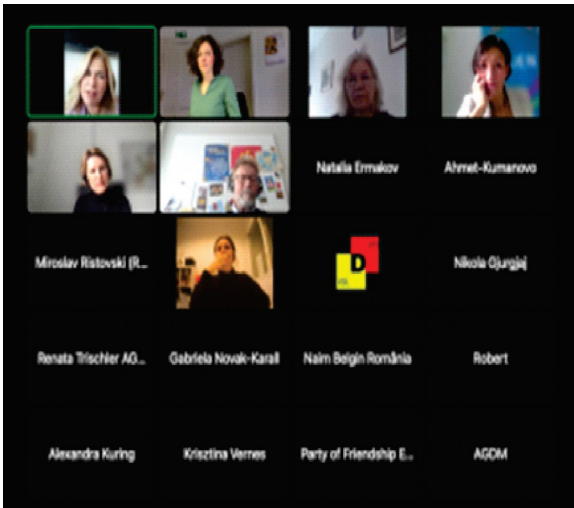 Natalia Ermakov
Ahmet-Kumanovo
Miroslav Ristovski (R...
D
Nikola Gjurgjaj
Renata Trischler AG...
Gabriela Novak-Karall
Naim Belgin România
Robert
Alexandra Kuring
Krisztina Vernes
Party of Friendship E...
AGDM